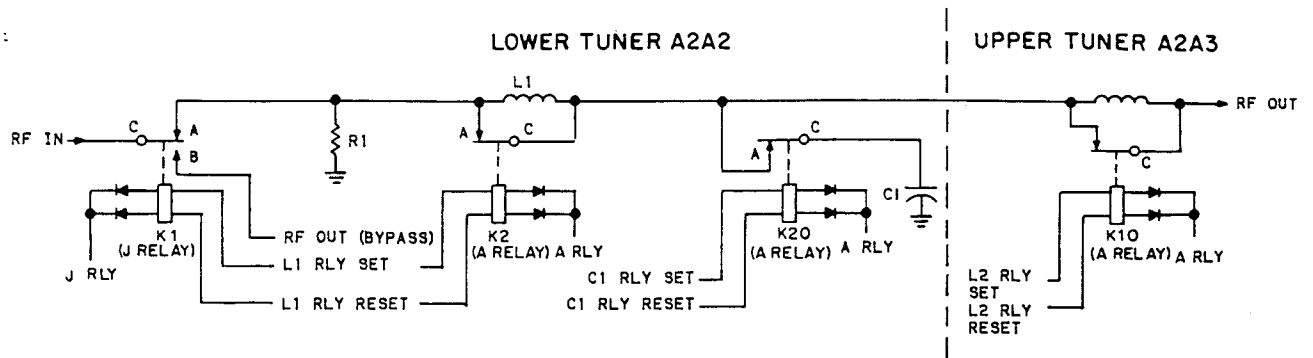 LOWER TUNER A2A2
UPPER TUNER A2A3
L1
RF IN
C
A
B
R1
A
C
A
C
C1
C
RF OUT
K1
(J RELAY)
J RLY
RF OUT (BYPASS)
L1 RLY SET
L1 RLY RESET
K2
(A RELAY)
A RLY
C1 RLY SET
C1 RLY RESET
K20
(A RELAY)
A RLY
L2 RLY
SET
L2 RLY
RESET
K10
(A RELAY)
A RLY